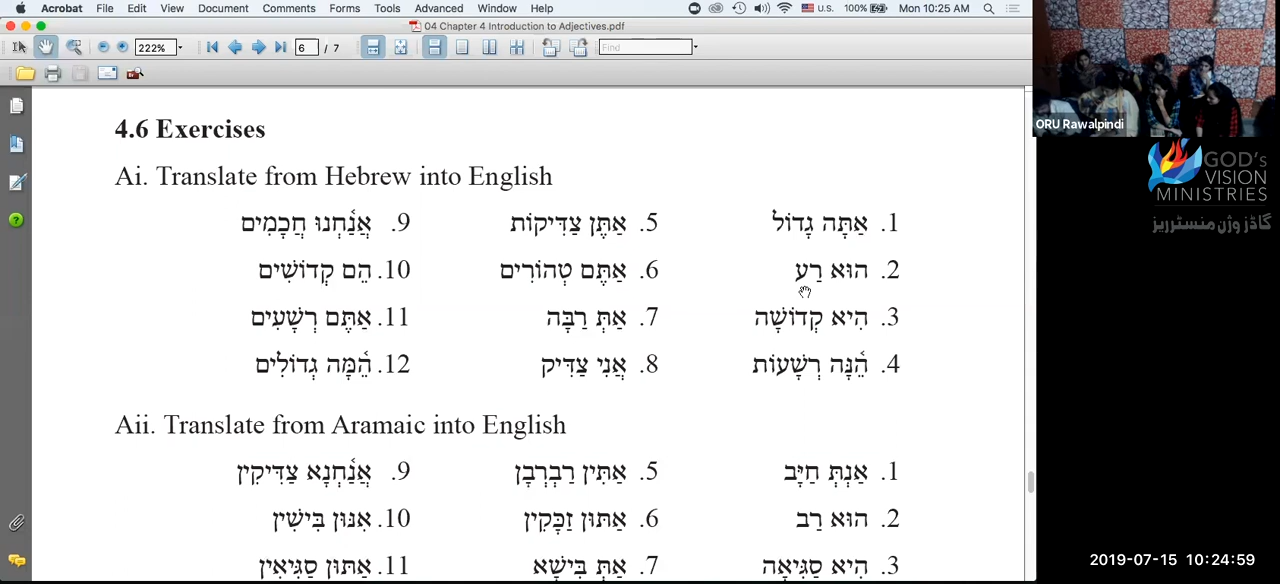 Acrobat File Edit View Document Comments Forms Tools Advanced Window Help U.S. 100% Mon 10:25 AM
04 Chapter 4 Introduction to Adjectives.pdf
222% 6 / 7 Find
ORU Rawalpindi
GOD's
VISION
MINISTRIES
گاڈز وژن منسٹریز
4.6 Exercises
Ai. Translate from Hebrew into English
1. אַתָּה גָדוֹל 5. אַתֶּן צַדִּיקוֹת 9. אֲנַ֫חְנוּ חֲכָמִים
2. הוּא רַע 6. אַתֶּם טְהוֹרִים 10. הֵם קְדוֹשִׁים
3. הִיא קְדוֹשָׁה 7. אַתְּ רַבָּה 11. אַתֶּם רְשָׁעִים
4. הֵ֫נָּה רְשָׁעוֹת 8. אֲנִי צַדִּיק 12. הֵ֫מָּה גְדוֹלִים
Aii. Translate from Aramaic into English
1. אַנְתְּ חַיָּב 5. אַתִּין רַבְרְבָן 9. אֲנַ֫חְנָא צַדִּיקִין
2. הוּא רַב 6. אַתּוּן זַכָּקִין 10. אִנּוּן בִּישִׁין
3. הִיא סַגִּיאָה 7. אַתְּ בִּישָׁא 11. אַתּוּן סַגִּיאִין
2019-07-15 10:24:59